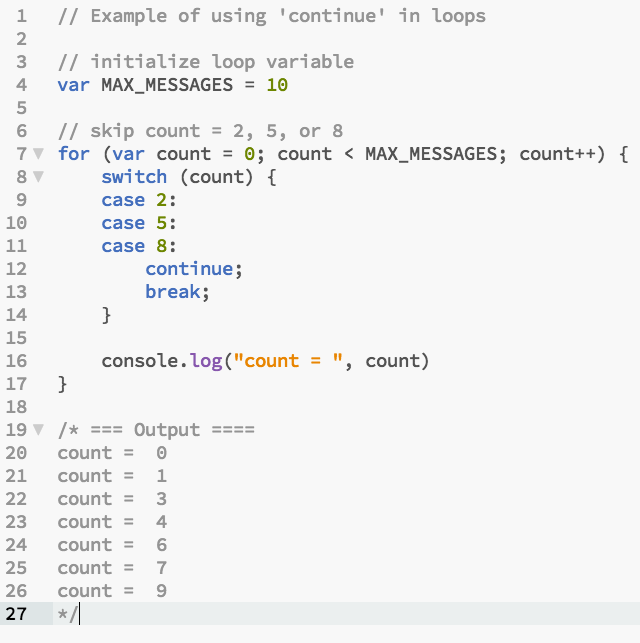 1 // Example of using 'continue' in loops
2
3 // initialize loop variable
4 var MAX_MESSAGES = 10
5
6 // skip count = 2, 5, or 8
7 for (var count = 0; count < MAX_MESSAGES; count++) {
8     switch (count) {
9     case 2:
10     case 5:
11     case 8:
12         continue;
13         break;
14     }
15
16     console.log("count = ", count)
17 }
18
19 /* === Output ====
20 count =  0
21 count =  1
22 count =  3
23 count =  4
24 count =  6
25 count =  7
26 count =  9
27 */